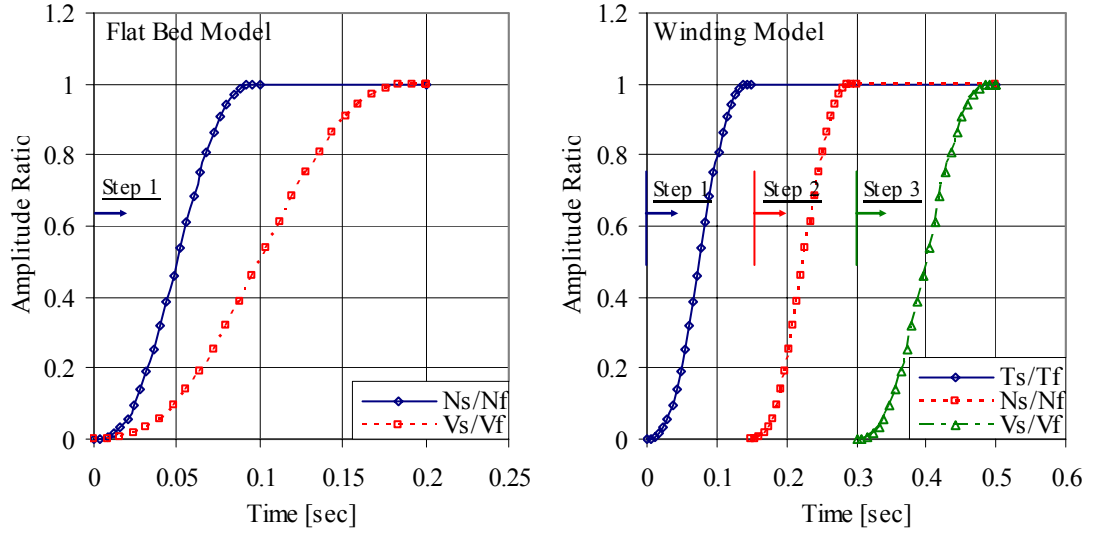 Flat Bed Model
1.2
1
0.8
0.6
0.4
0.2
0
Amplitude Ratio
Step 1
Ns/Nf
Vs/Vf
0 0.05 0.1 0.15 0.2 0.25
Time [sec]
Winding Model
1.2
1
0.8
0.6
0.4
0.2
0
Amplitude Ratio
Step 1 Step 2 Step 3
Ts/Tf
Ns/Nf
Vs/Vf
0 0.1 0.2 0.3 0.4 0.5 0.6
Time [sec]